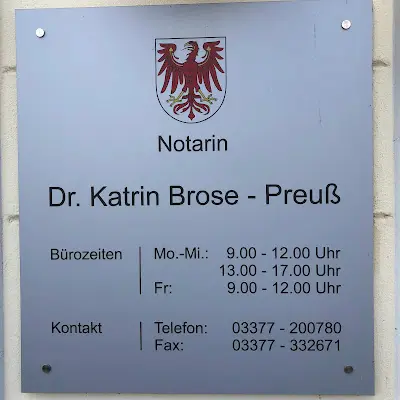 Notarin
Dr. Katrin Brose - Preuß
Bürozeiten Mo.-Mi.: 9.00 - 12.00 Uhr
13.00 - 17.00 Uhr
Fr: 9.00 - 12.00 Uhr
Kontakt Telefon: 03377 - 200780
Fax: 03377 - 332671